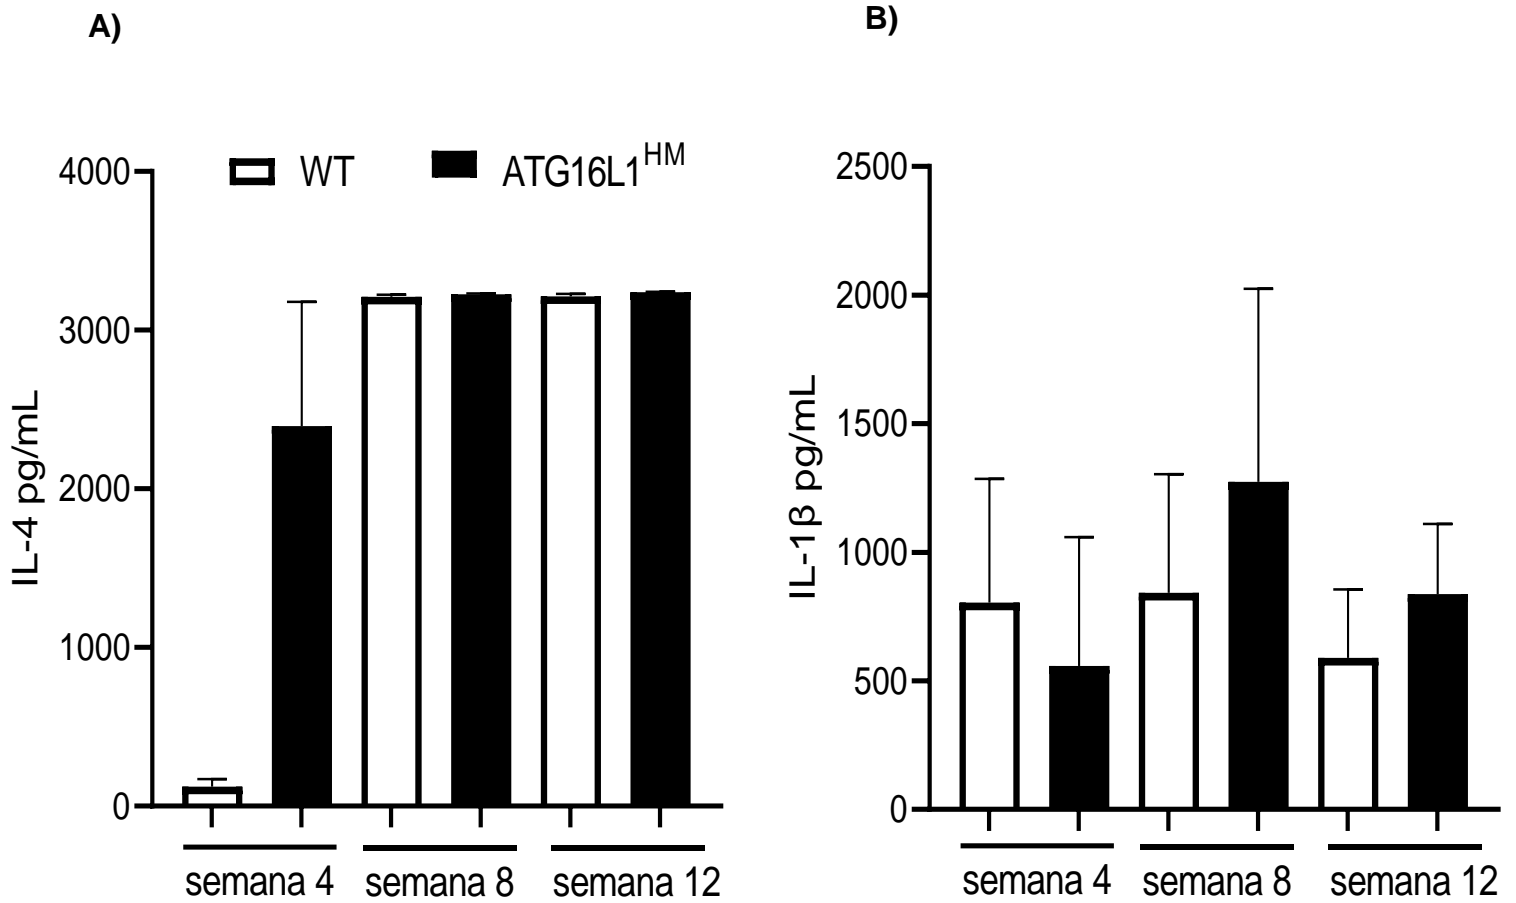 A)
4000
WT
ATG16L1HM
3000
2000
1000
0
IL-4 pg/mL
semana 4
semana 8
semana 12
B)
2500
2000
1500
1000
500
0
IL-1β pg/mL
semana 4
semana 8
semana 12